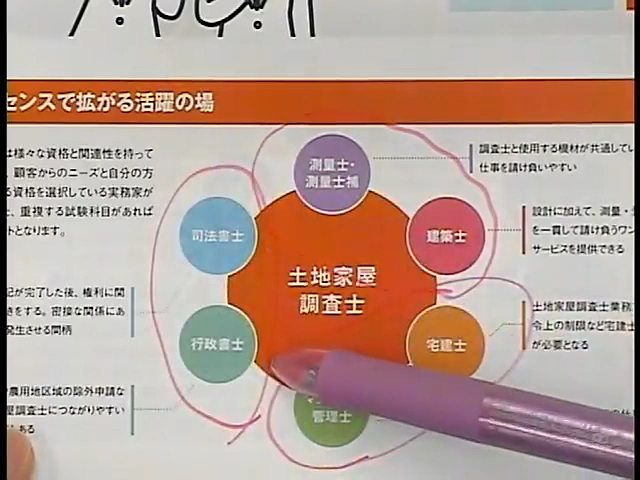 センスで拡がる活躍の場
は様々な資格と関連性を持って
、顧客からのニーズと自分の方
る資格を選択している実務家が
た、重複する試験科目があれば
ットとなります。
測量士・
測量士補
調査士と使用する機材が共通してい
仕事を請け負いやすい
司法書士
建築士
設計に加えて、測量・
を一貫して請け負うワン
サービスを提供できる
土地家屋
調査士
記が完了した後、権利に関
きをする。密接な関係にあ
発生させる間柄
行政書士
宅建士
土地家屋調査士業務
令上の制限など宅建士
が必要となる
管理士
農用地区域の除外申請な
屋調査士につながりやすい
ある